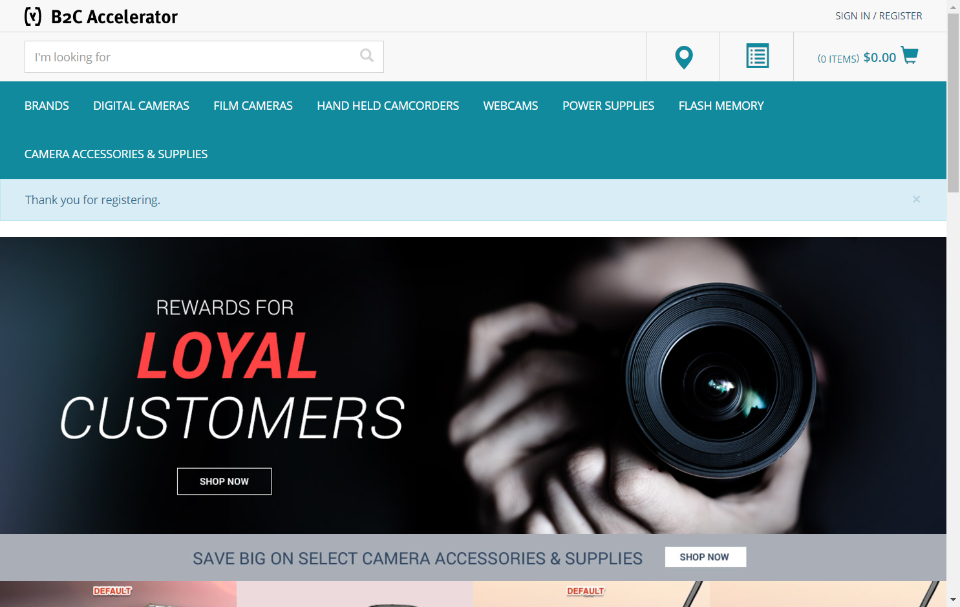 B2C Accelerator
SIGN IN / REGISTER
I'm looking for
(0 ITEMS) $0.00
BRANDS DIGITAL CAMERAS FILM CAMERAS HAND HELD CAMCORDERS WEBCAMS POWER SUPPLIES FLASH MEMORY
CAMERA ACCESSORIES & SUPPLIES
Thank you for registering. ×
REWARDS FOR
LOYAL
CUSTOMERS
SHOP NOW
SAVE BIG ON SELECT CAMERA ACCESSORIES & SUPPLIES SHOP NOW
DEFAULT DEFAULT